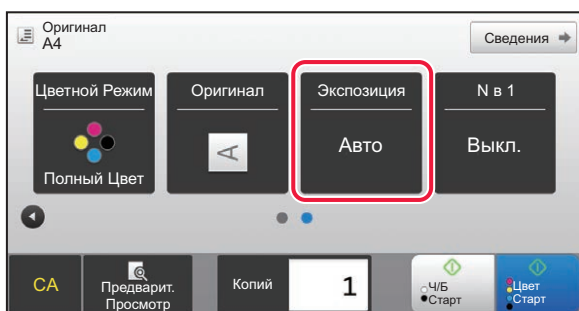 Оригинал
A4
Сведения
Цветной Режим
Полный Цвет
Оригинал
A
Экспозиция
Авто
N в 1
Выкл.
CA
Предварит.
Просмотр
Копий
1
Ч/Б
Старт
Цвет
Старт